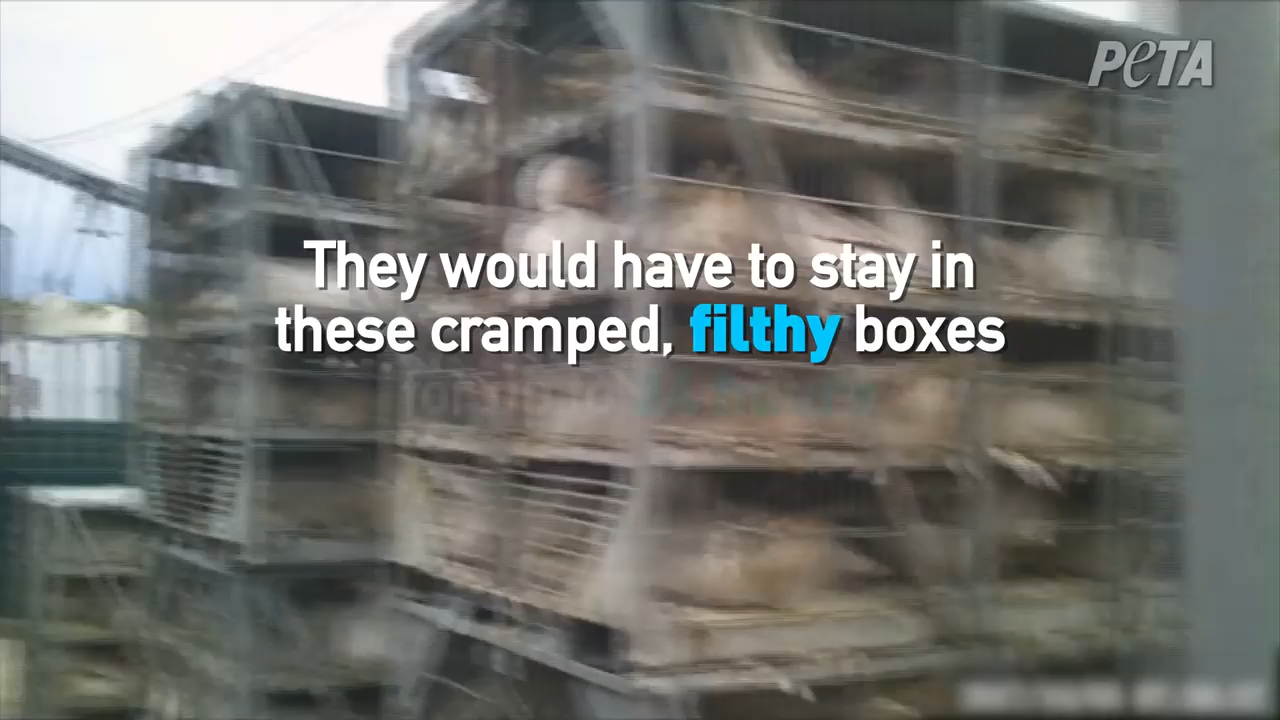 PETA
They would have to stay in
these cramped, filthy boxes